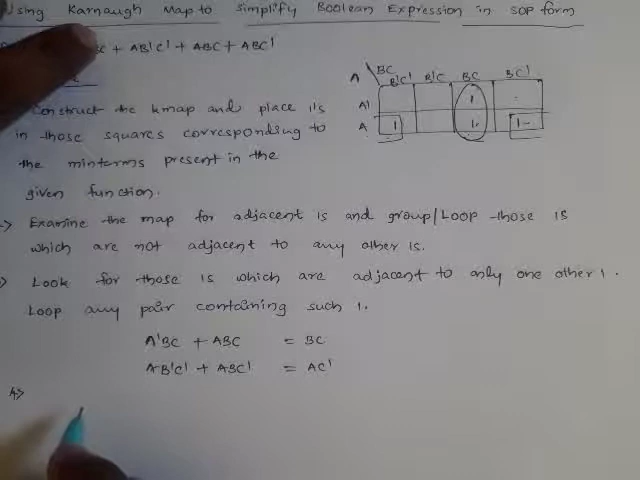 Using Karnaugh Map to simplify Boolean Expression in SOP form
+ AB'C' + ABC + ABC'
A \ BC B'C' B'C BC BC'
A' 1
A 1 1 1
Construct the kmap and place 1's
in those squares corresponding to
the minterms present in the
given function.
Examine the map for adjacent 1s and group/Loop those 1s
which are not adjacent to any other 1s.
Look for those 1s which are adjacent to only one other 1.
Loop any pair containing such 1.
A'BC + ABC = BC
AB'C' + ABC' = AC'
4>